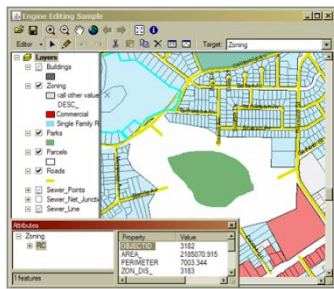 Engine Editing Sample
Editor
Target: Zoning
Layers
Buildings
Zoning
<all other value
DESC_
Commercial
Single Family R
Parks
Parcels
Roads
Sewer_Points
Sewer_Net_Junctio
Sewer_Line
Attributes
Zoning
RC
Property Value
OBJECTID 3182
AREA_ 2185070.915
PERIMETER 7003.344
ZON_DIS_ 3183
1 features